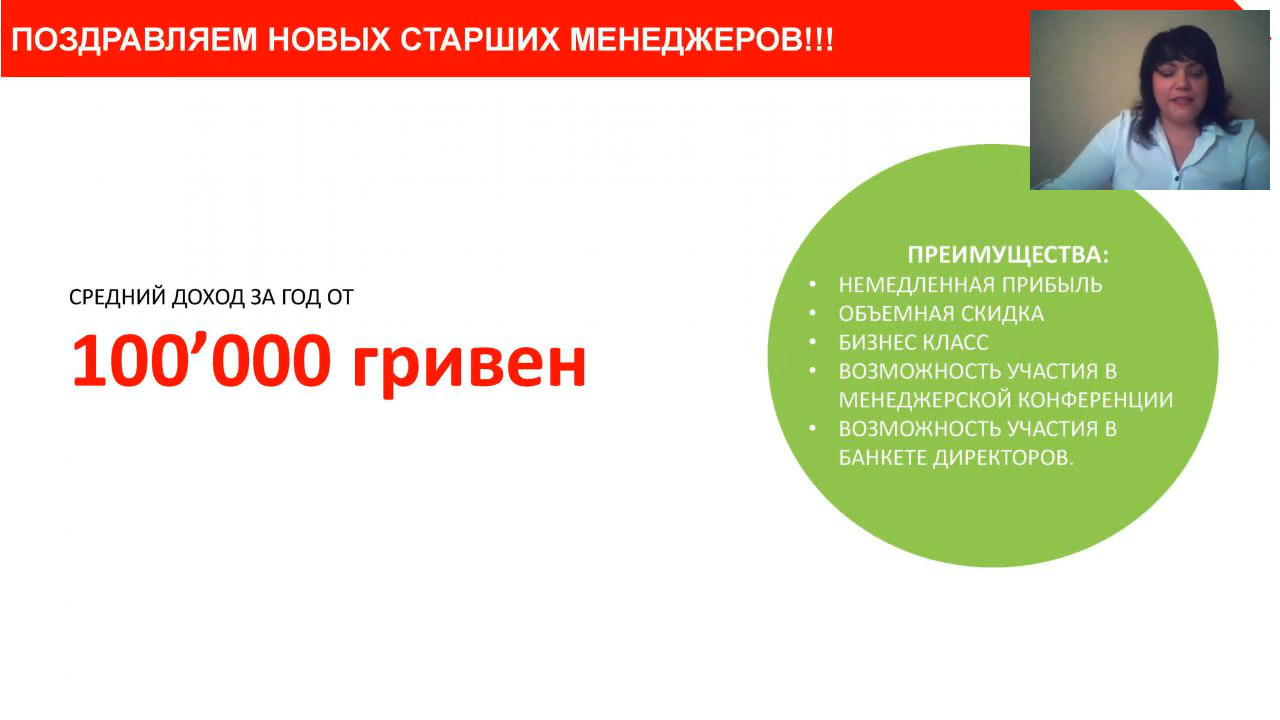 ПОЗДРАВЛЯЕМ НОВЫХ СТАРШИХ МЕНЕДЖЕРОВ!!!
СРЕДНИЙ ДОХОД ЗА ГОД ОТ
100’000 гривен
ПРЕИМУЩЕСТВА:
• НЕМЕДЛЕННАЯ ПРИБЫЛЬ
• ОБЪЕМНАЯ СКИДКА
• БИЗНЕС КЛАСС
• ВОЗМОЖНОСТЬ УЧАСТИЯ В
МЕНЕДЖЕРСКОЙ КОНФЕРЕНЦИИ
• ВОЗМОЖНОСТЬ УЧАСТИЯ В
БАНКЕТЕ ДИРЕКТОРОВ.